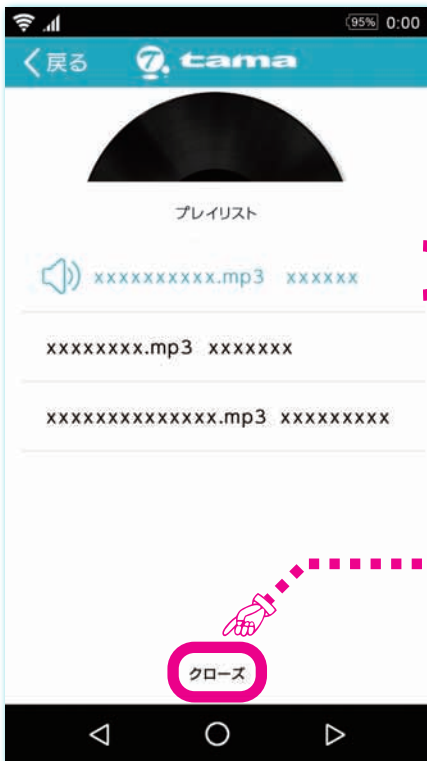 95% 0:00
戻る 7. tama
プレイリスト
xxxxxxxxxx.mp3 xxxxxx
xxxxxxxx.mp3 xxxxxxx
xxxxxxxxxxxxxx.mp3 xxxxxxxxx
クローズ